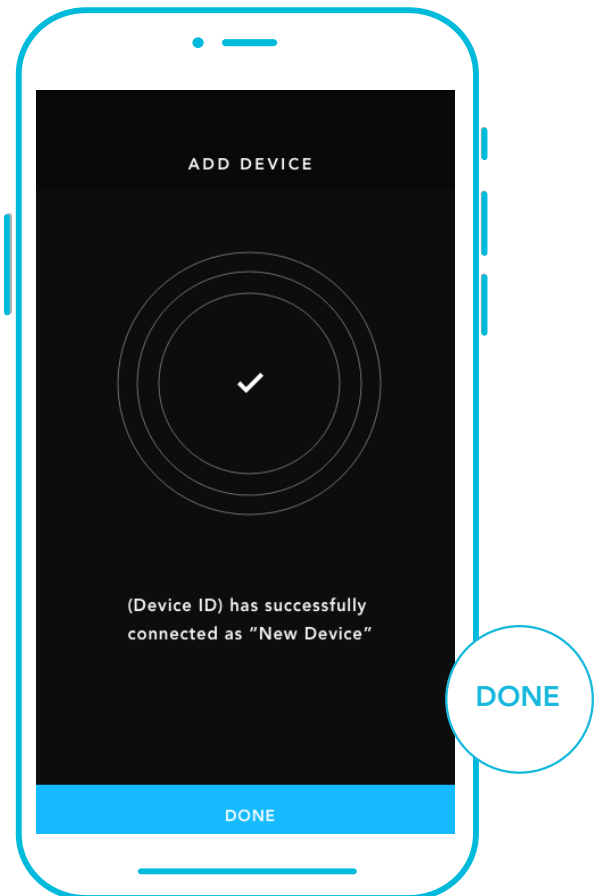 ADD DEVICE
(Device ID) has successfully
connected as “New Device”
DONE
DONE